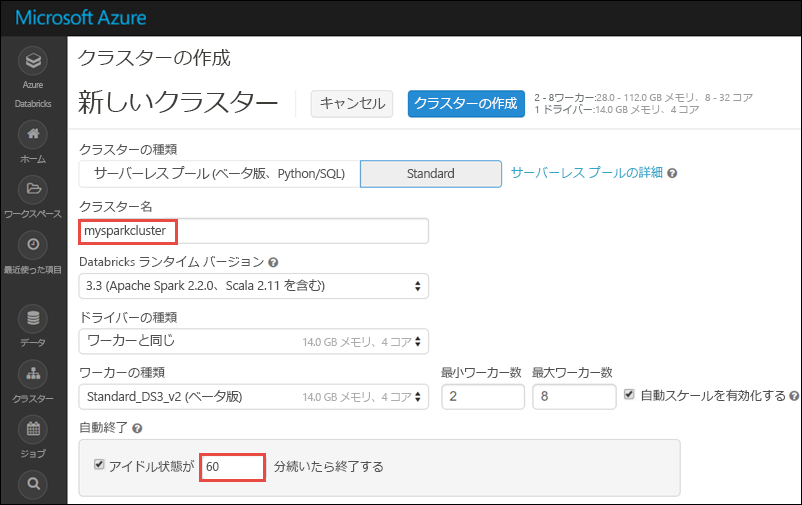 Microsoft Azure
Azure
Databricks
ホーム
ワークスペース
最近使った項目
データ
クラスター
ジョブ
クラスターの作成
新しいクラスター
キャンセル
クラスターの作成
2 - 8ワーカー:28.0 - 112.0 GB メモリ、8 - 32 コア
1 ドライバー:14.0 GB メモリ、4 コア
クラスターの種類
サーバーレス プール (ベータ版、Python/SQL)
Standard
サーバーレス プールの詳細 ?
クラスター名
mysparkcluster
Databricks ランタイム バージョン ?
3.3 (Apache Spark 2.2.0、Scala 2.11 を含む)
ドライバーの種類
ワーカーと同じ 14.0 GB メモリ、4 コア
ワーカーの種類 最小ワーカー数 最大ワーカー数
Standard_DS3_v2 (ベータ版) 14.0 GB メモリ、4 コア 2 8 自動スケールを有効化する ?
自動終了 ?
アイドル状態が 60 分続いたら終了する